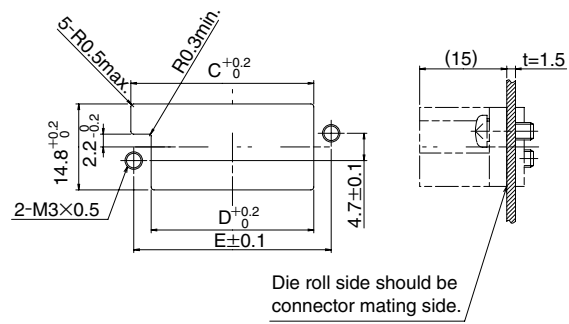 5-R0.5max.
R0.3min.
C+0.2 0
14.8+0.2 0
2.2 0 -0.2
2-M3×0.5
D+0.2 0
E±0.1
4.7±0.1
(15)
t=1.5
Die roll side should be
connector mating side.